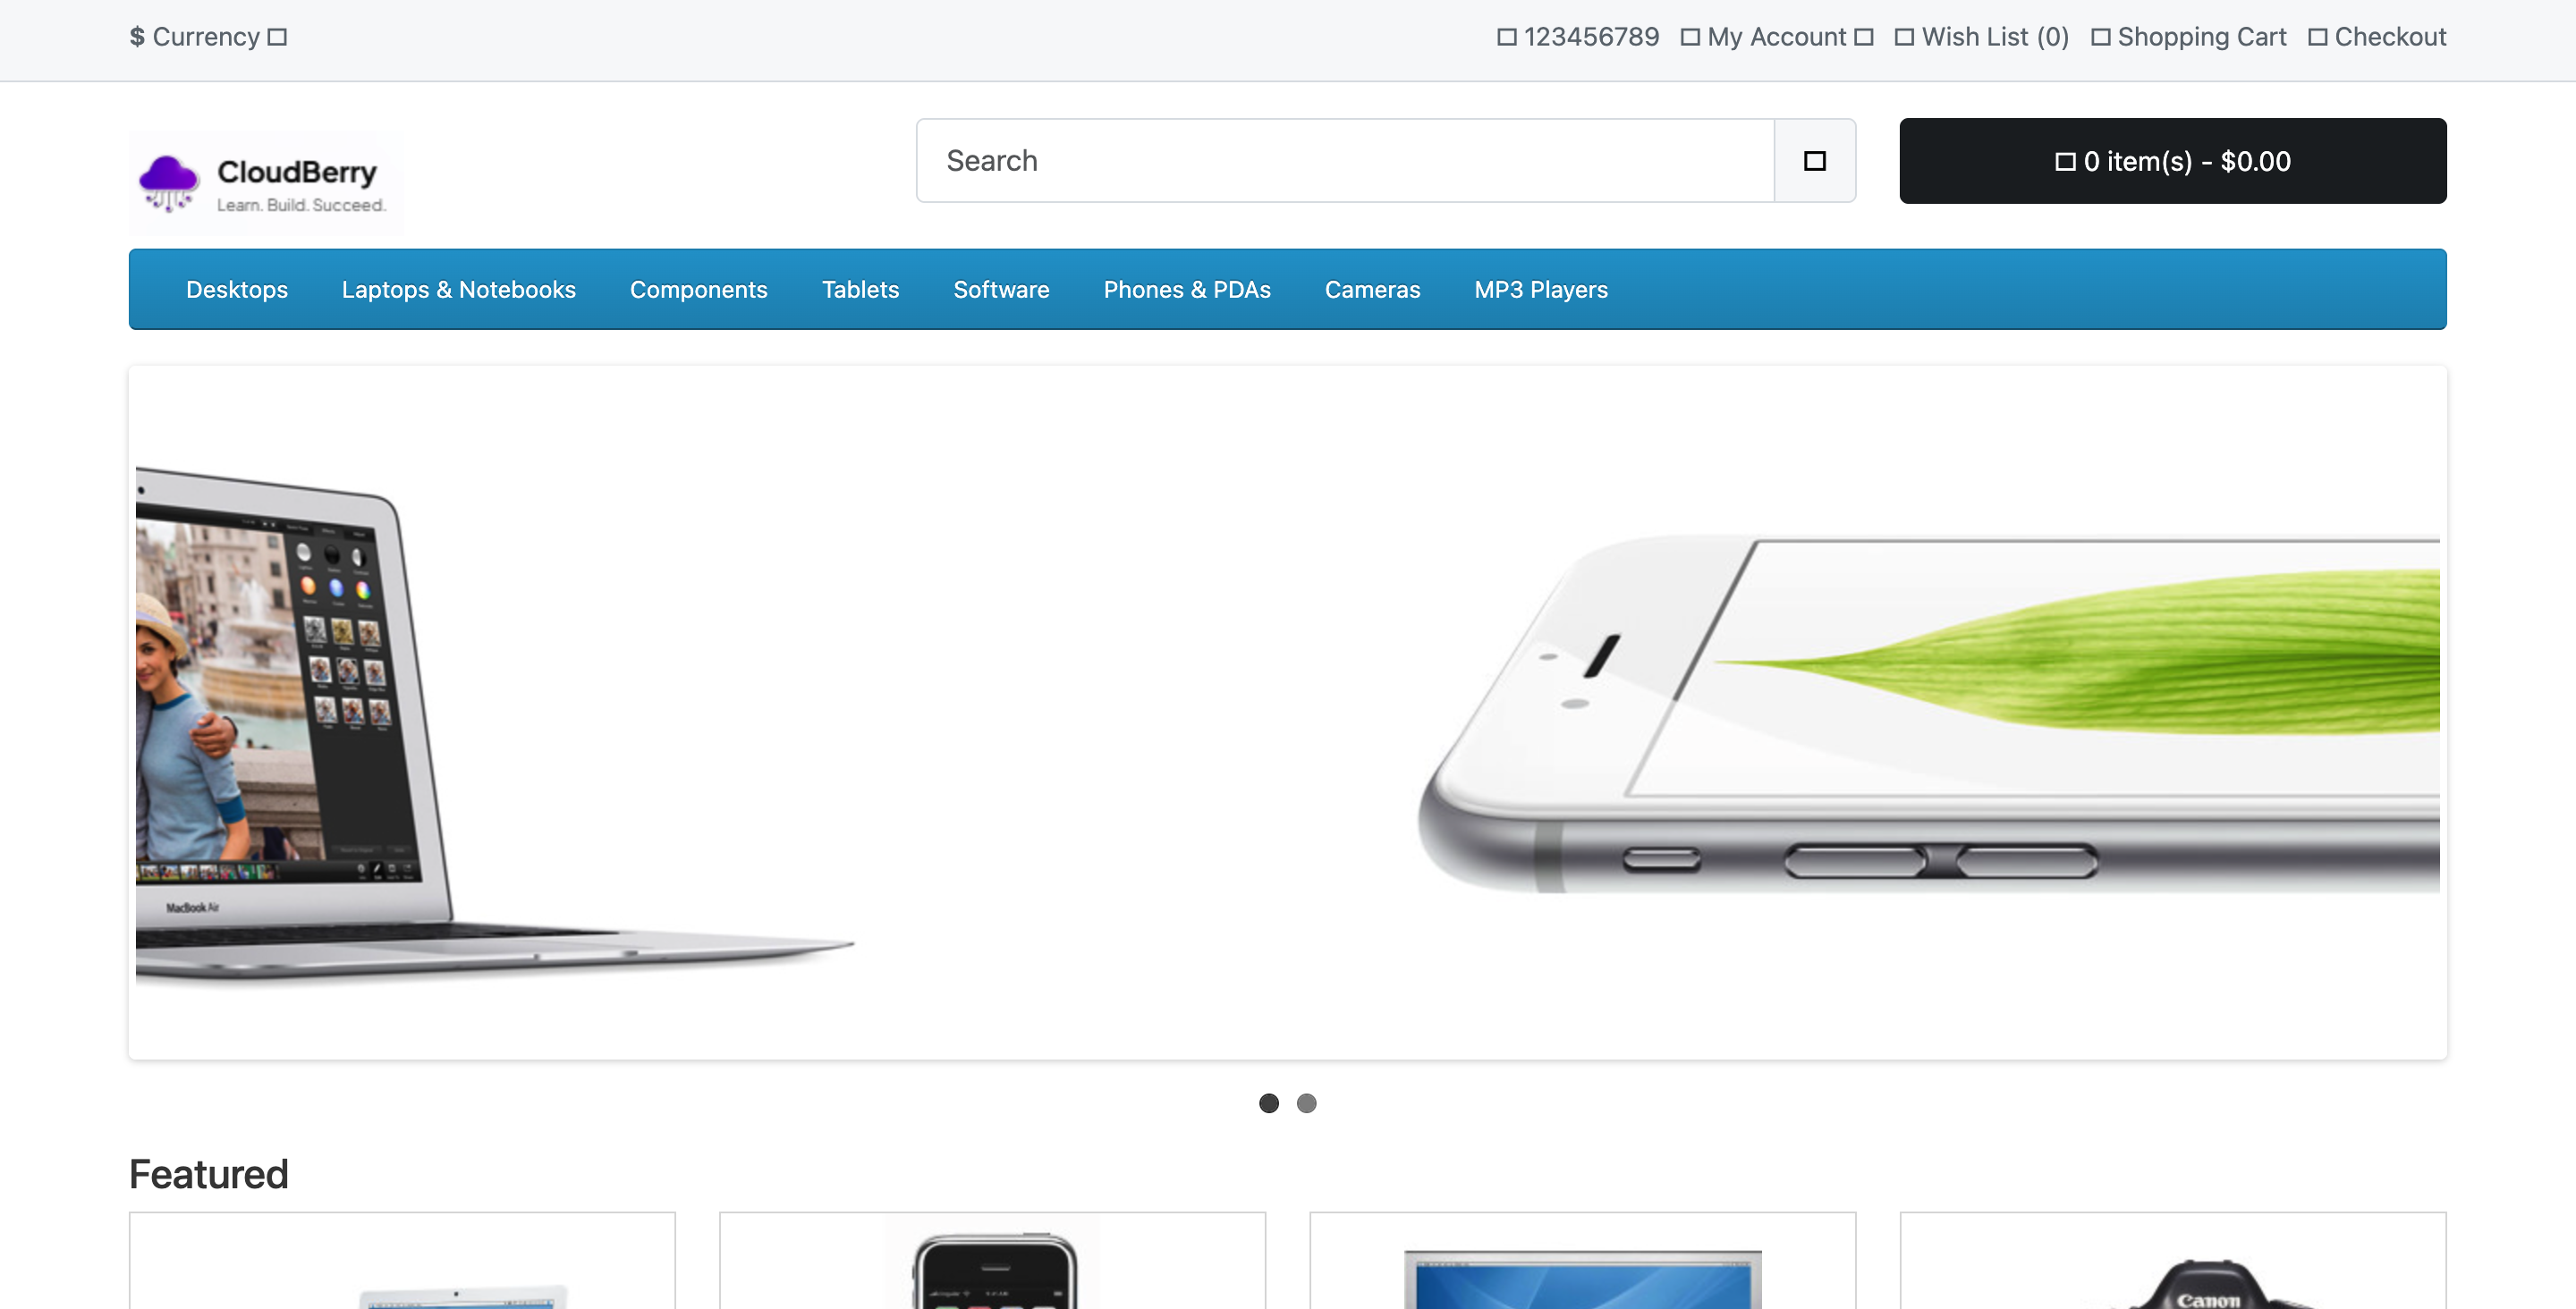 $ Currency
123456789 My Account Wish List (0) Shopping Cart Checkout
CloudBerry
Learn. Build. Succeed.
Search
0 item(s) - $0.00
Desktops Laptops & Notebooks Components Tablets Software Phones & PDAs Cameras MP3 Players
MacBook Air
Featured
Canon